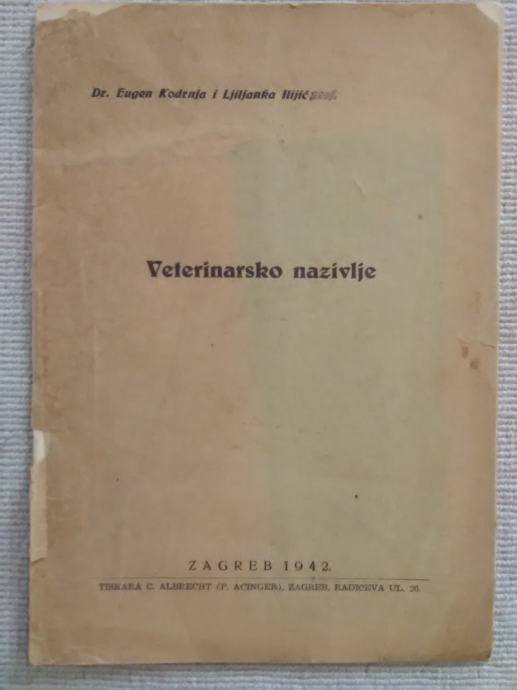 Dr. Eugen Kodrnja i Ljiljanka Ilijić prof.
Veterinarsko nazivlje
ZAGREB 1942.
TISKARA C. ALBRECHT (P. ACINGER), ZAGREB, RADIĆEVA UL. 26.